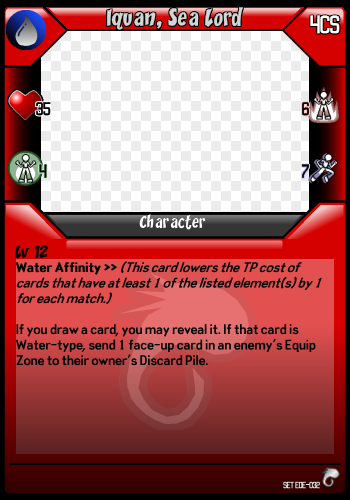 Iquan, Sea Lord
4CS
25
6
4
7
Character
Lv 12
Water Affinity >> (This card lowers the TP cost of
cards that have at least 1 of the listed element(s) by 1
for each match.)
If you draw a card, you may reveal it. If that card is
Water-type, send 1 face-up card in an enemy's Equip
Zone to their owner's Discard Pile.
SET EOE-032